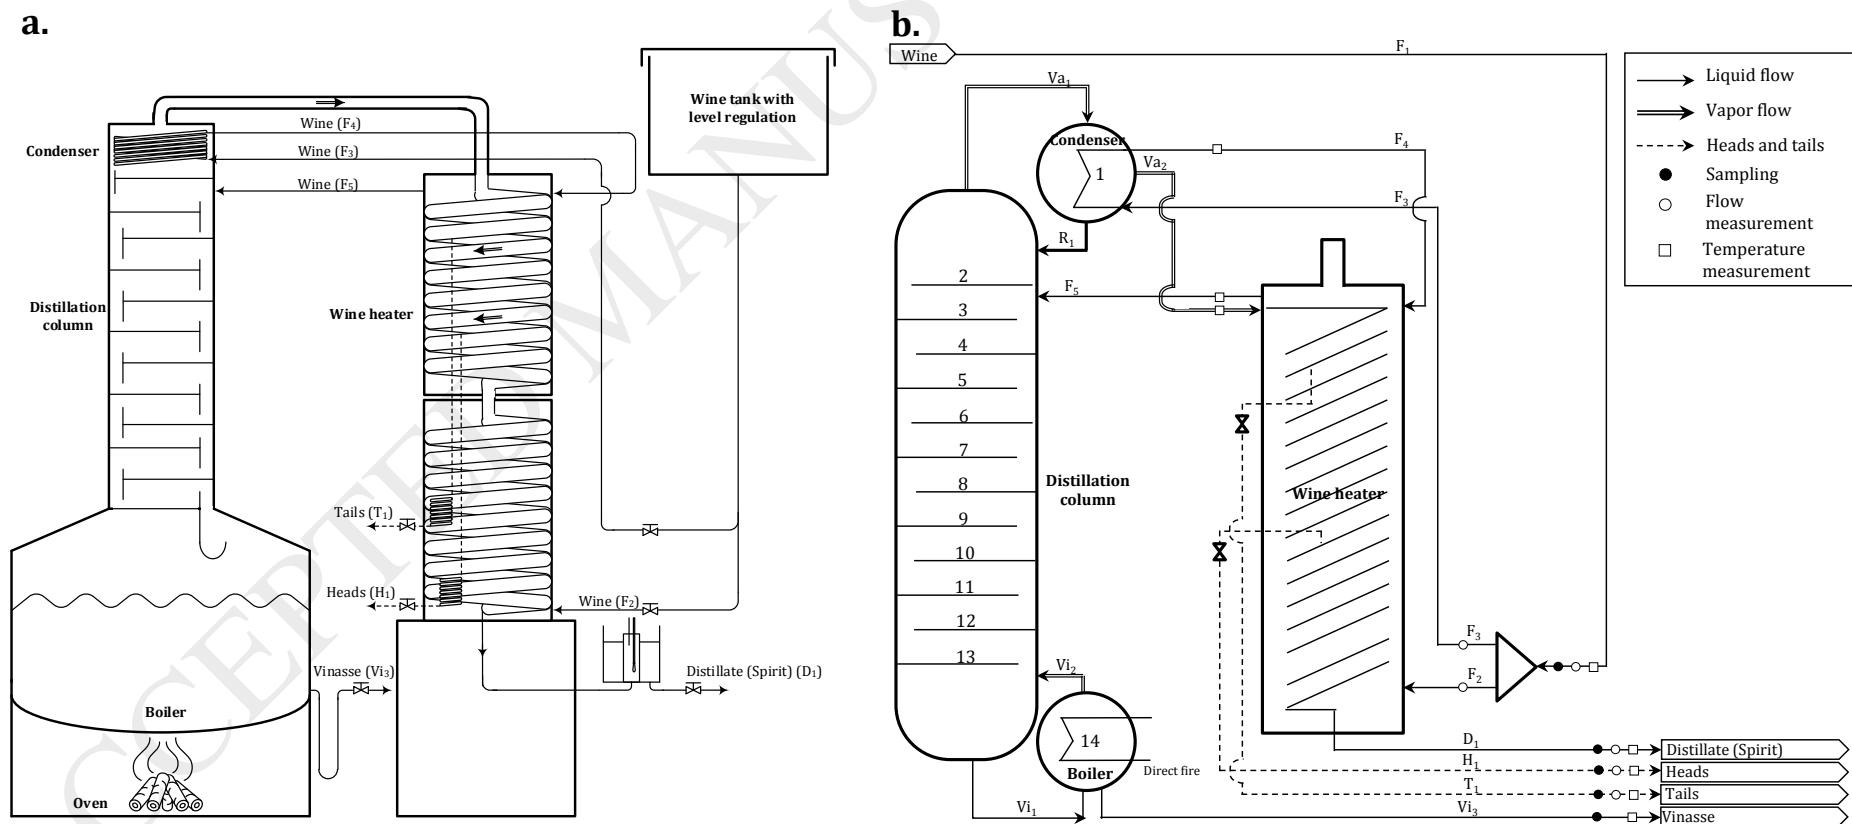 a.
Wine tank with
level regulation
Wine (F₄)
Condenser
Wine (F₃)
Wine (F₅)
Distillation
column
Wine heater
Tails (T₁)
Heads (H₁)
Wine (F₂)
Vinasse (Vi₃)
Distillate (Spirit) (D₁)
Boiler
Oven
b.
Wine
F₁
Va₁
Condenser
1
Va₂
F₄
F₃
R₁
F₅
2
3
4
5
6
7
8
9
10
11
12
13
Distillation
column
Wine heater
F₃
F₂
Vi₂
14
Boiler
Direct fire
Vi₁
D₁
H₁
T₁
Vi₃
Distillate (Spirit)
Heads
Tails
Vinasse
Liquid flow
Vapor flow
Heads and tails
Sampling
Flow
measurement
Temperature
measurement
CCEPTED MANUS